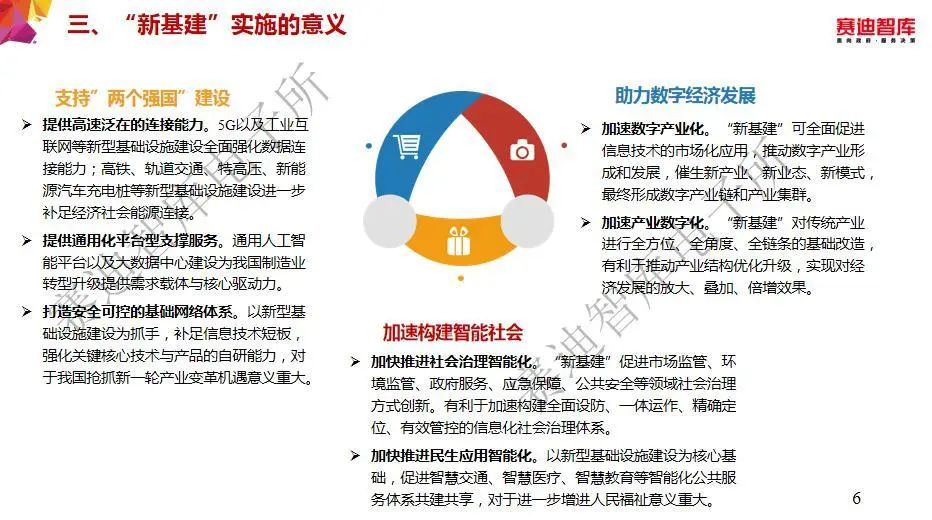 三、“新基建”实施的意义
赛迪智库
面向政府·服务决策
支持”两个强国”建设
➢ 提供高速泛在的连接能力。5G以及工业互
联网等新型基础设施建设全面强化数据连
接能力；高铁、轨道交通、特高压、新能
源汽车充电桩等新型基础设施建设进一步
补足经济社会能源连接。
➢ 提供通用化平台型支撑服务。通用人工智
能平台以及大数据中心建设为我国制造业
转型升级提供需求载体与核心驱动力。
➢ 打造安全可控的基础网络体系。以新型基
础设施建设为抓手，补足信息技术短板，
强化关键核心技术与产品的自研能力，对
于我国抢抓新一轮产业变革机遇意义重大。
助力数字经济发展
➢ 加速数字产业化。“新基建”可全面促进
信息技术的市场化应用，推动数字产业形
成和发展，催生新产业、新业态、新模式，
最终形成数字产业链和产业集群。
➢ 加速产业数字化。“新基建”对传统产业
进行全方位、全角度、全链条的基础改造，
有利于推动产业结构优化升级，实现对经
济发展的放大、叠加、倍增效果。
加速构建智能社会
➢ 加快推进社会治理智能化。“新基建”促进市场监管、环
境监管、政府服务、应急保障、公共安全等领域社会治理
方式创新。有利于加速构建全面设防、一体运作、精确定
位、有效管控的信息化社会治理体系。
➢ 加快推进民生应用智能化。以新型基础设施建设为核心基
础，促进智慧交通、智慧医疗、智慧教育等智能化公共服
务体系共建共享，对于进一步增进人民福祉意义重大。
6
赛迪智库电子所
赛迪智库电子所